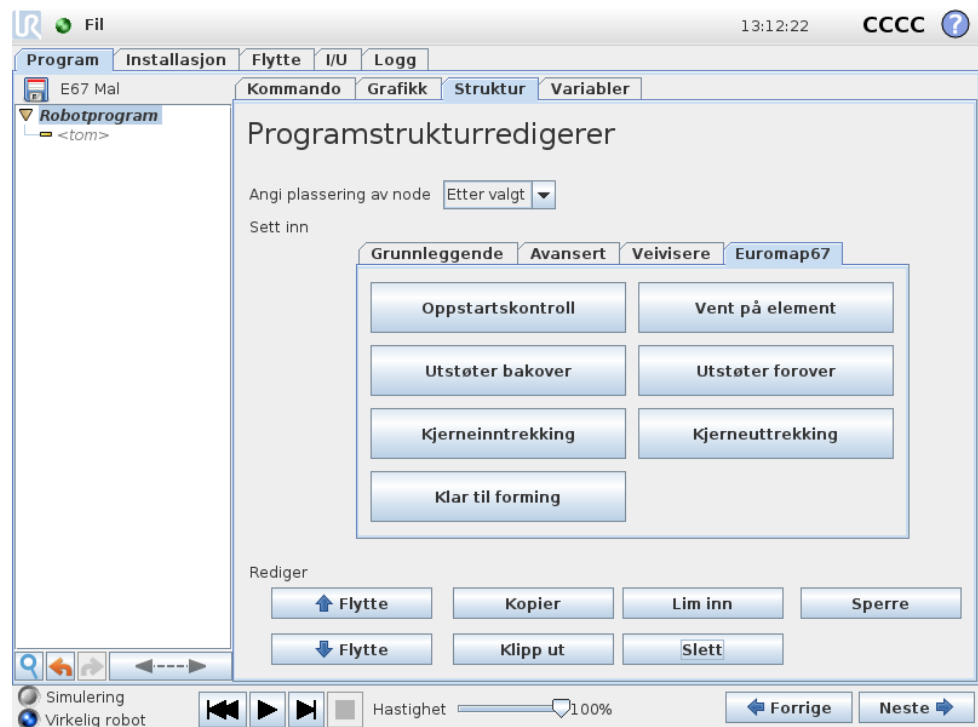 UR Fil 13:12:22 CCCC ?
Program Installasjon Flytte I/U Logg
E67 Mal
Kommando Grafikk Struktur Variabler
Robotprogram
<tom>
Programstrukturredigerer
Angi plassering av node Etter valgt
Sett inn
Grunnleggende Avansert Veivisere Euromap67
Oppstartskontroll Vent på element
Utstøter bakover Utstøter forover
Kjerneinntrekking Kjerneuttrekking
Klar til forming
Rediger
Flytte Kopier Lim inn Sperre
Flytte Klipp ut Slett
Simulering
Virkelig robot
Hastighet 100%
Forrige Neste